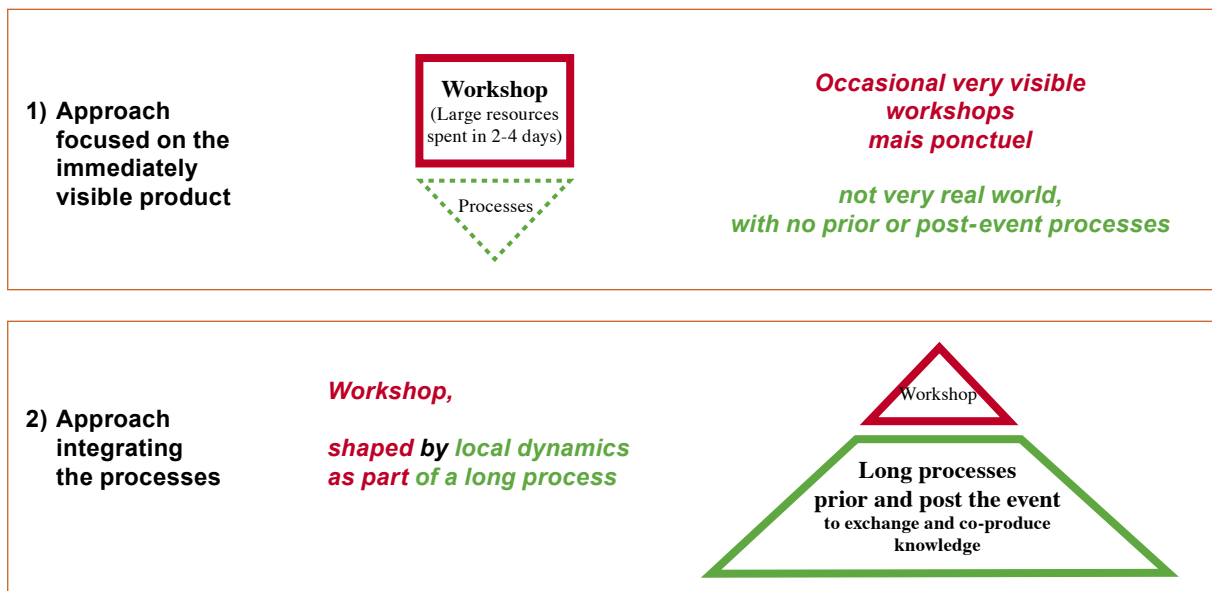 1) Approach
focused on the
immediately
visible product
Workshop
(Large resources
spent in 2-4 days)
Processes
Occasional very visible
workshops
mais ponctuel
not very real world,
with no prior or post-event processes
2) Approach
integrating
the processes
Workshop,
shaped by local dynamics
as part of a long process
Workshop
Long processes
prior and post the event
to exchange and co-produce
knowledge